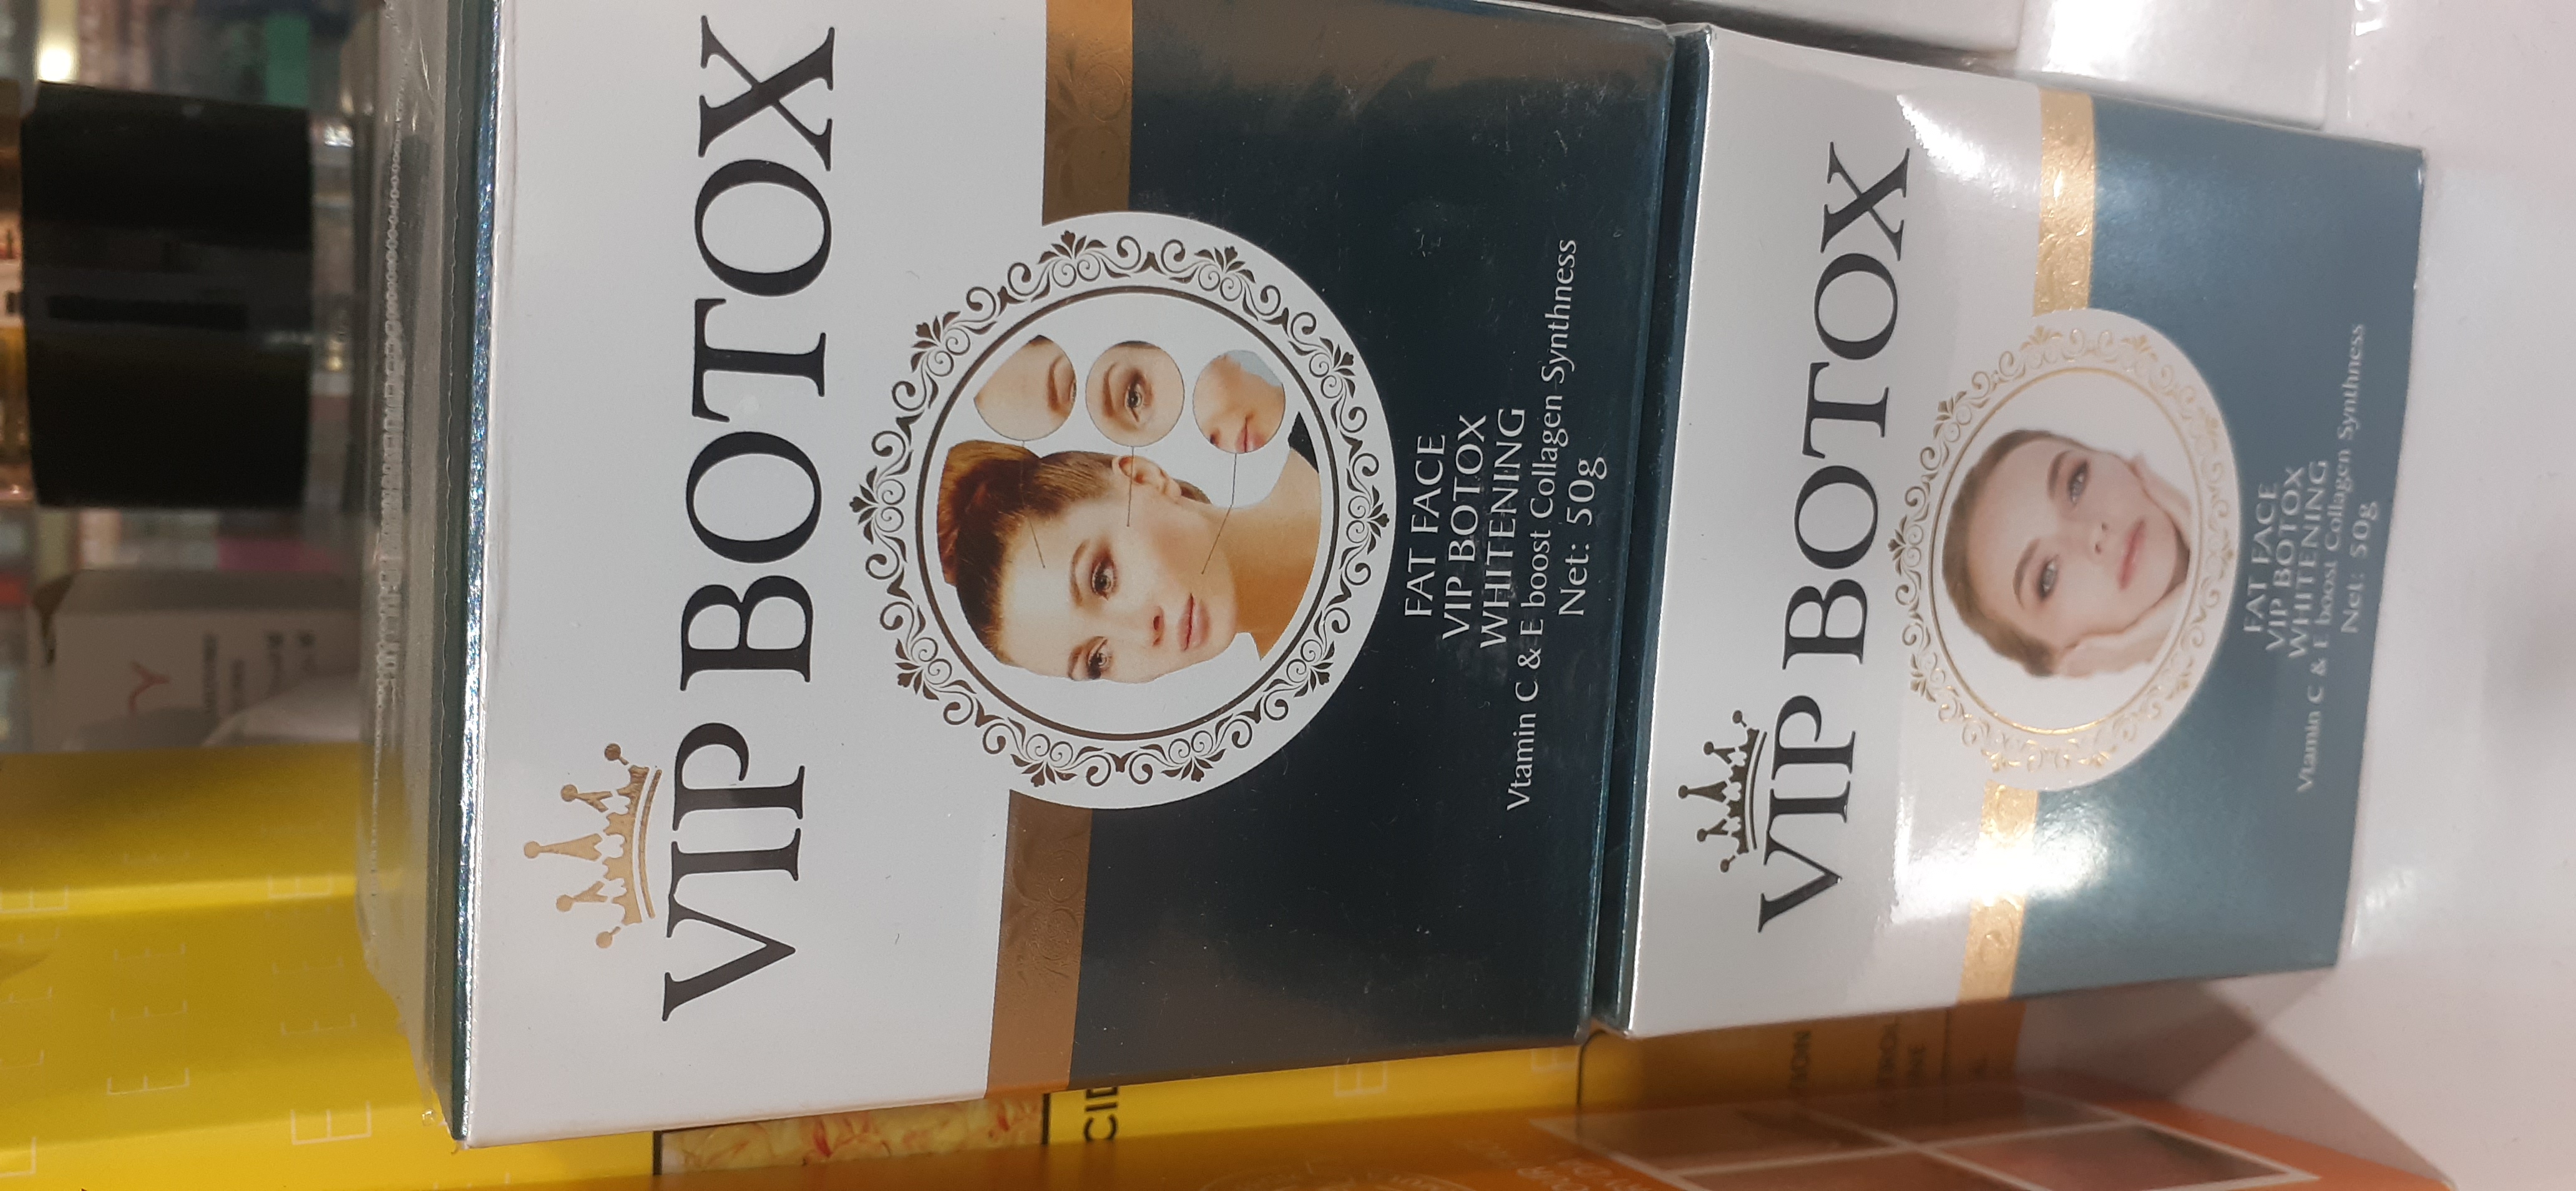 VIP BOTOX
FAT FACE
VIP BOTOX
WHITENING
Vtamin C & E boost Collagen Synthness
Net: 50g
VIP BOTOX
FAT FACE
VIP BOTOX
WHITENING
Vtamin C & E boost Collagen Synthness
Net: 50g